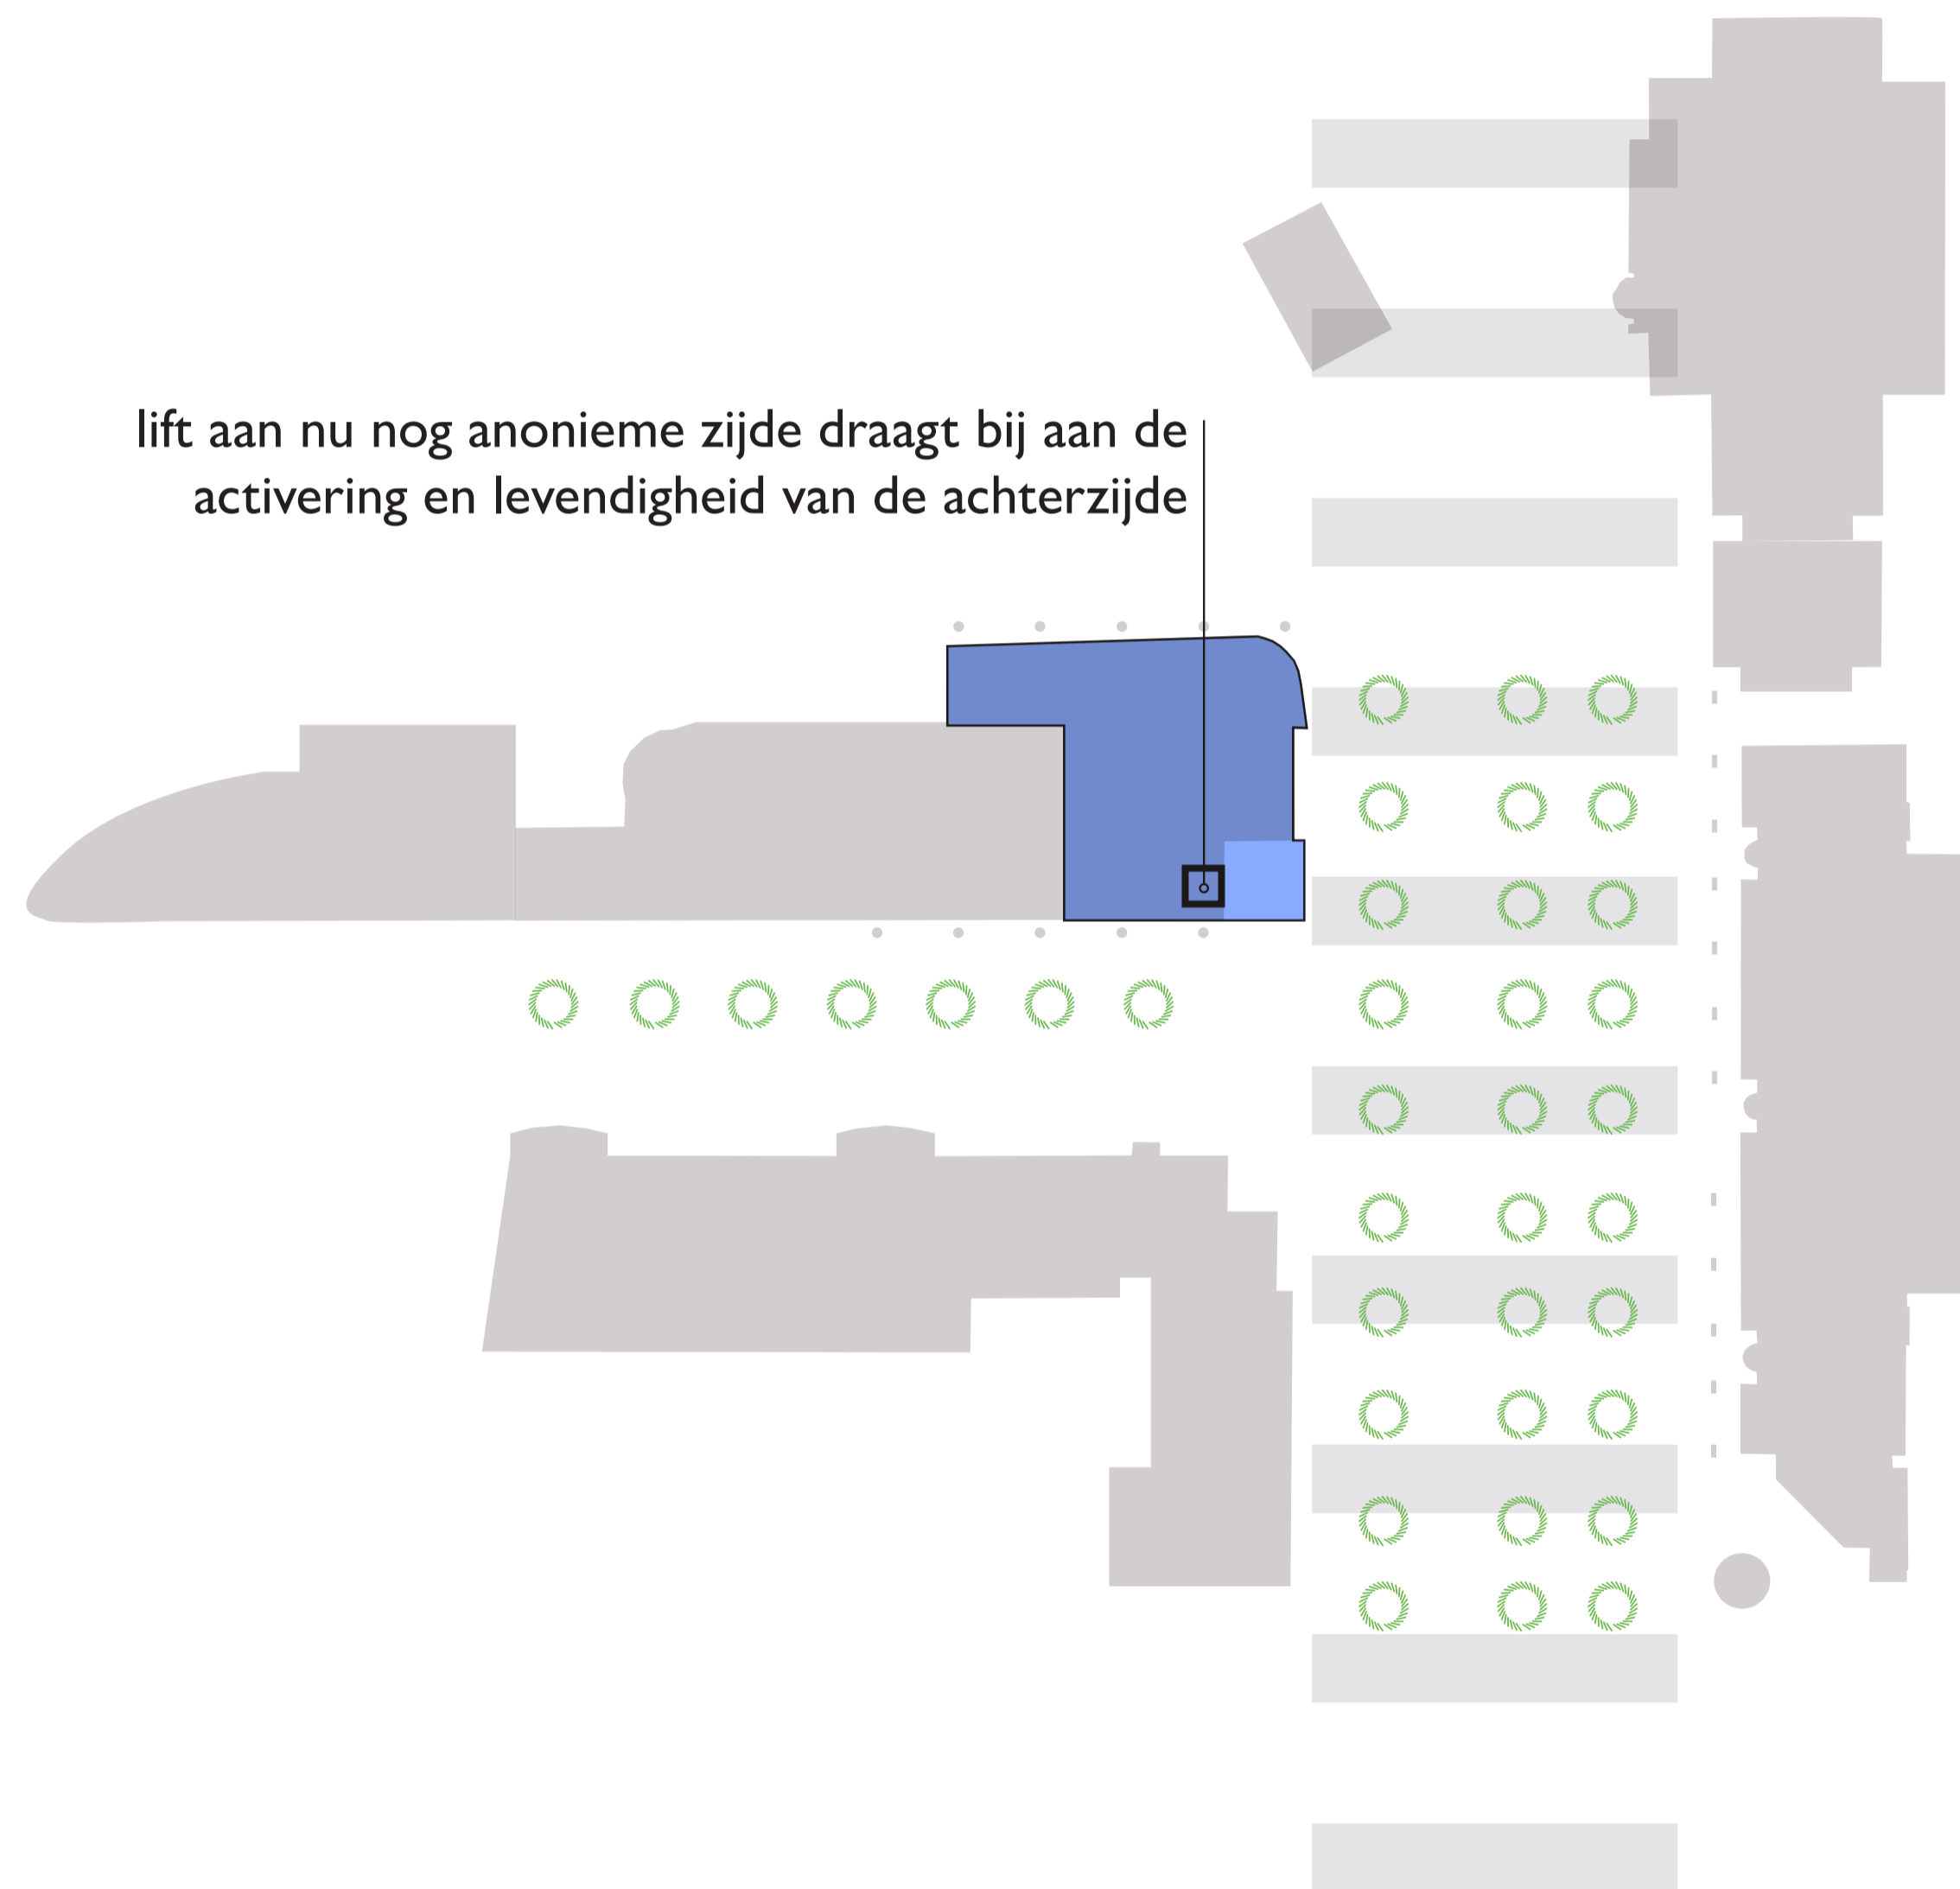 lift aan nu nog anonieme zijde draagt bij aan de
activering en levendigheid van de achterzijde